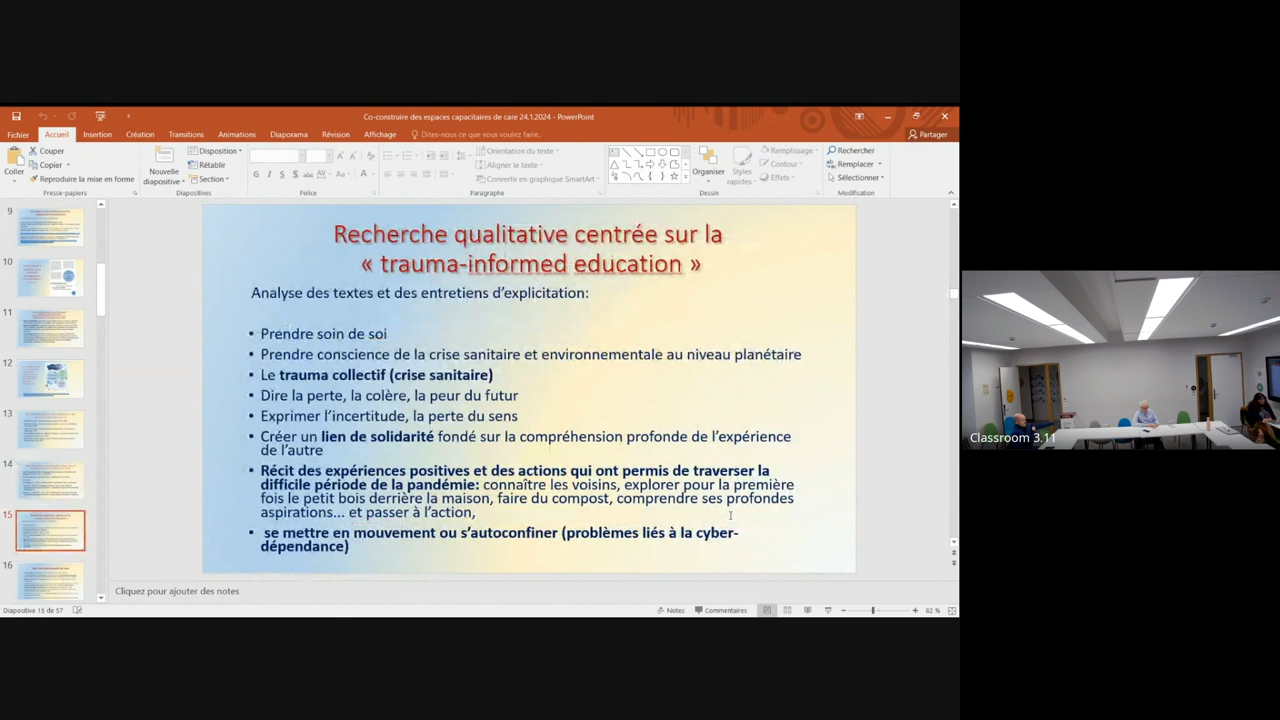 Co-construire des espaces capacitaires de care 24.1.2024 - PowerPoint
Fichier Accueil Insertion Création Transitions Animations Diaporama Révision Affichage Dites-nous ce que vous voulez faire. Partager
Couper
Copier
Reproduire la mise en forme
Coller
Presse-papiers
Nouvelle
diapositive
Disposition
Rétablir
Section
Diapositives
Police
Orientation du texte
Aligner le texte
Convertir en graphique SmartArt
Paragraphe
Organiser
Styles
rapides
Remplissage
Contour
Effets
Dessin
Rechercher
Remplacer
Sélectionner
Modification
9
10
11
12
13
14
15
16
Recherche qualitative centrée sur la
« trauma-informed education »
Analyse des textes et des entretiens d'explicitation:
• Prendre soin de soi
• Prendre conscience de la crise sanitaire et environnementale au niveau planétaire
• Le trauma collectif (crise sanitaire)
• Dire la perte, la colère, la peur du futur
• Exprimer l'incertitude, la perte du sens
• Créer un lien de solidarité fondé sur la compréhension profonde de l'expérience
de l'autre
• Récit des expériences positives et des actions qui ont permis de traverser la
difficile période de la pandémie: connaître les voisins, explorer pour la première
fois le petit bois derrière la maison, faire du compost, comprendre ses profondes
aspirations... et passer à l'action,
• se mettre en mouvement ou s'autoconfiner (problèmes liés à la cyber-
dépendance)
Cliquez pour ajouter des notes
Diapositive 15 de 57
Notes Commentaires 82 %
Classroom 3.11